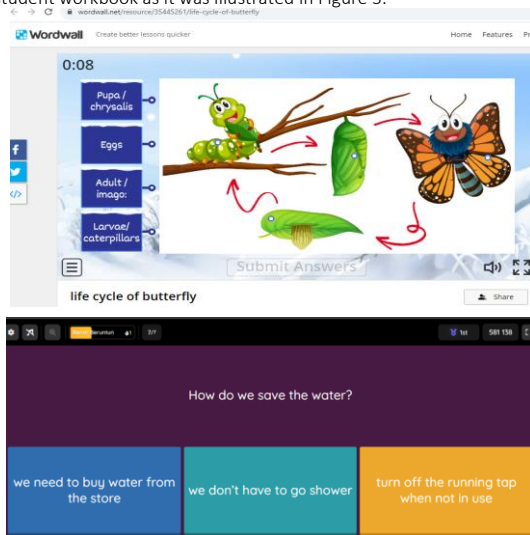 student workbook as it was illustrated in Figure 3.
wordwall.net/resource/35445261/life-cycle-of-butterfly
Wordwall Create better lessons quicker Home Features
0:08
Pupa /
chrysalis
Eggs
Adult /
imago:
Larvae/
caterpillars
Submit Answers
life cycle of butterfly
Share
2/7
1st 581 138
How do we save the water?
we need to buy water from
the store
we don't have to go shower
turn off the running tap
when not in use